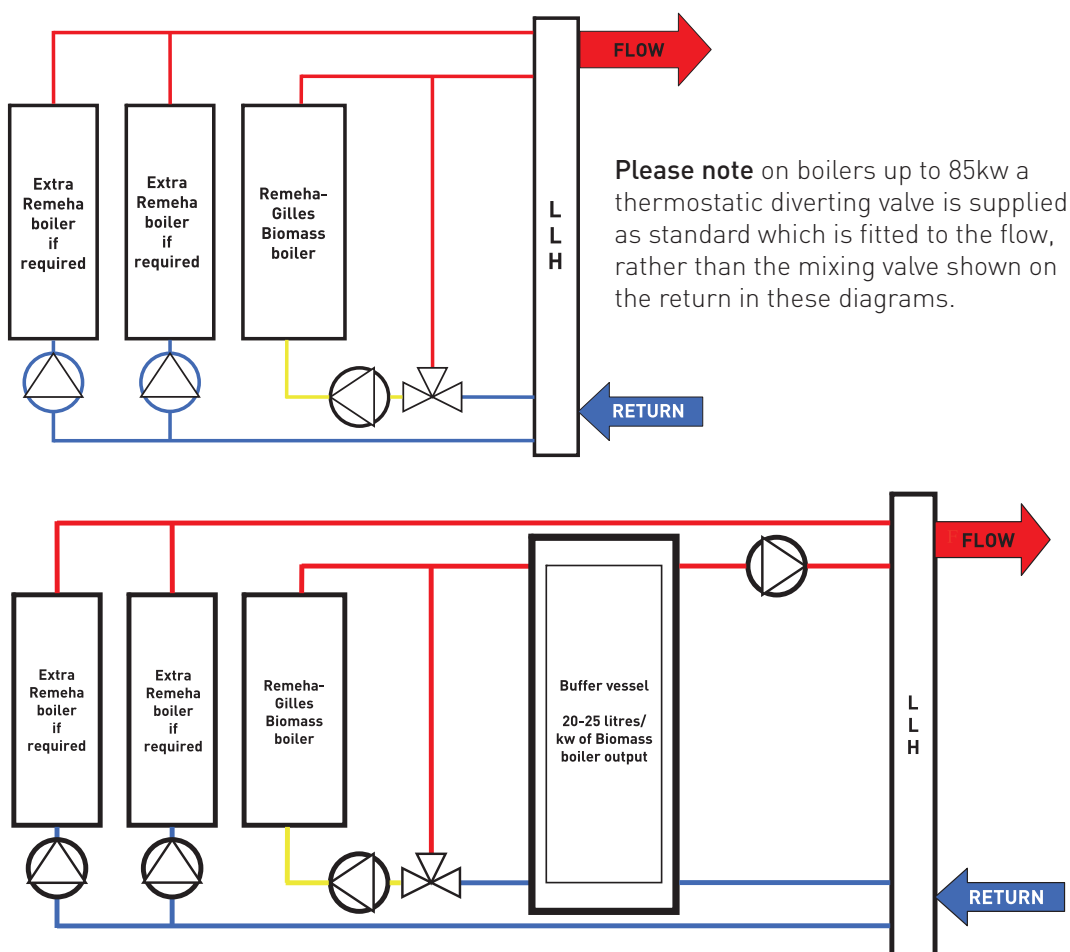 FLOW
Extra
Remeha
boiler
if
required
Extra
Remeha
boiler
if
required
Remeha-
Gilles
Biomass
boiler
L
L
H
Please note on boilers up to 85kw a
thermostatic diverting valve is supplied
as standard which is fitted to the flow,
rather than the mixing valve shown on
the return in these diagrams.
RETURN
FLOW
Extra
Remeha
boiler
if
required
Extra
Remeha
boiler
if
required
Remeha-
Gilles
Biomass
boiler
Buffer vessel
20-25 litres/
kw of Biomass
boiler output
L
L
H
RETURN